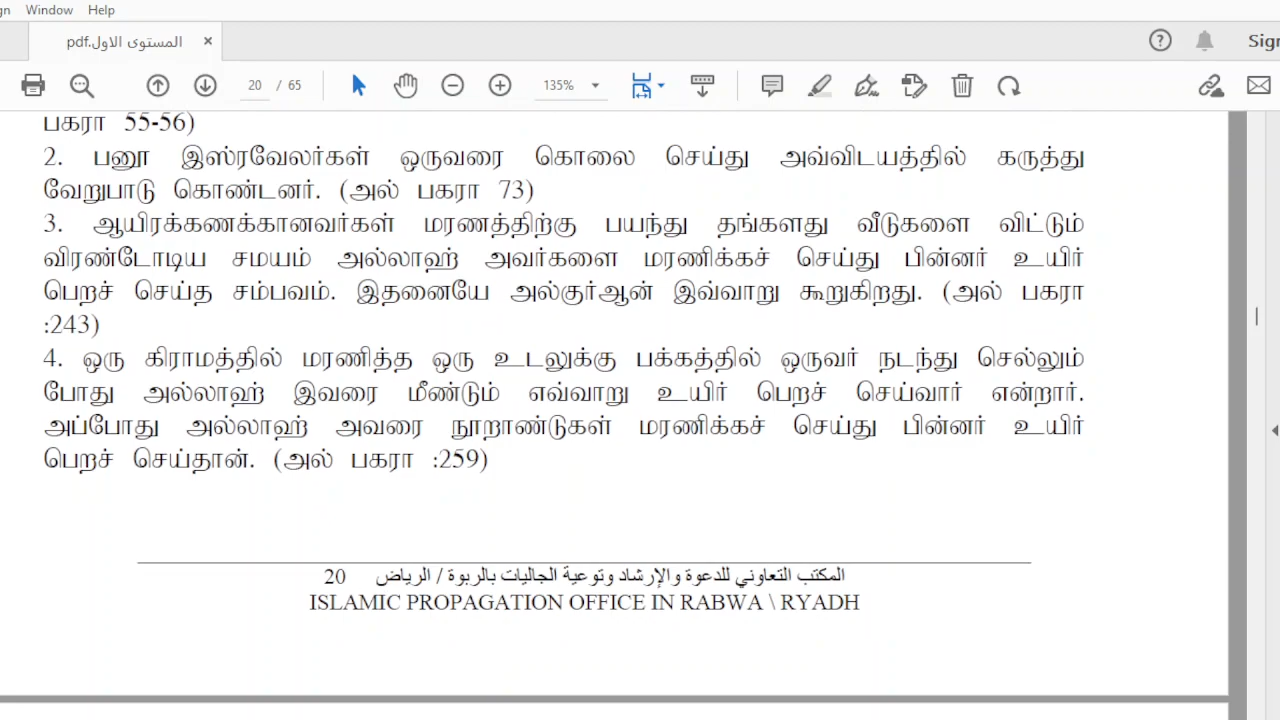 Window Help
المستوى الاول.pdf ×
20 / 65 135%
பகரா 55-56)
2. பனூ இஸ்ரவேலர்கள் ஒருவரை கொலை செய்து அவ்விடயத்தில் கருத்து
வேறுபாடு கொண்டனர். (அல் பகரா 73)
3. ஆயிரக்கணக்கானவர்கள் மரணத்திற்கு பயந்து தங்களது வீடுகளை விட்டும்
விரண்டோடிய சமயம் அல்லாஹ் அவர்களை மரணிக்கச் செய்து பின்னர் உயிர்
பெறச் செய்த சம்பவம். இதனையே அல்குர்ஆன் இவ்வாறு கூறுகிறது. (அல் பகரா
:243)
4. ஒரு கிராமத்தில் மரணித்த ஒரு உடலுக்கு பக்கத்தில் ஒருவர் நடந்து செல்லும்
போது அல்லாஹ் இவரை மீண்டும் எவ்வாறு உயிர் பெறச் செய்வார் என்றார்.
அப்போது அல்லாஹ் அவரை நூறாண்டுகள் மரணிக்கச் செய்து பின்னர் உயிர்
பெறச் செய்தான். (அல் பகரா :259)
المكتب التعاوني للدعوة والإرشاد وتوعية الجاليات بالربوة / الرياض 20
ISLAMIC PROPAGATION OFFICE IN RABWA \ RYADH